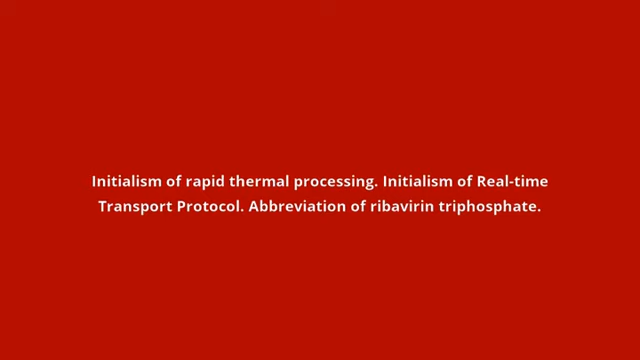 Initialism of rapid thermal processing. Initialism of Real-time
Transport Protocol. Abbreviation of ribavirin triphosphate.